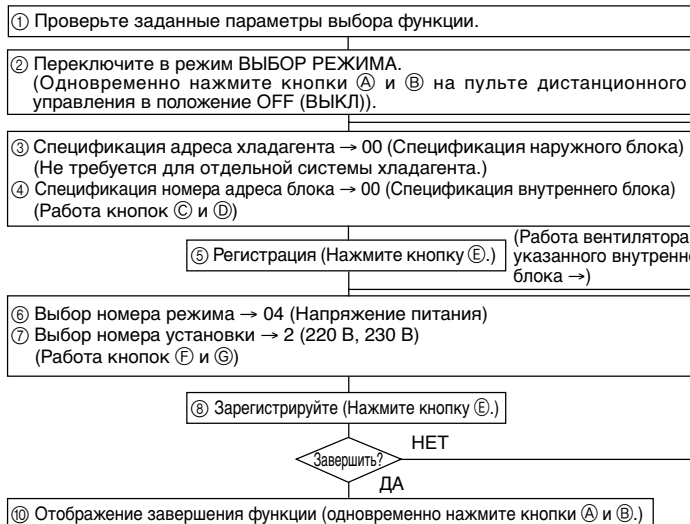 ① Проверьте заданные параметры выбора функции.
② Переключите в режим ВЫБОР РЕЖИМА.
(Одновременно нажмите кнопки Ⓐ и Ⓑ на пульте дистанционного
управления в положение OFF (ВЫКЛ)).
③ Спецификация адреса хладагента → 00 (Спецификация наружного блока)
(Не требуется для отдельной системы хладагента.)
④ Спецификация номера адреса блока → 00 (Спецификация внутреннего блока)
(Работа кнопок Ⓒ и Ⓓ)
⑤ Регистрация (Нажмите кнопку Ⓔ.)
(Работа вентилятора
указанного
блока →)
⑥ Выбор номера режима → 04 (Напряжение питания)
⑦ Выбор номера установки → 2 (220 В, 230 В)
(Работа кнопок Ⓕ и Ⓖ)
⑧ Зарегистрируйте (Нажмите кнопку Ⓔ.)
Завершить?
НЕТ
ДА
⑩ Отображение завершения функции (одновременно нажмите кнопки Ⓐ и Ⓑ.)